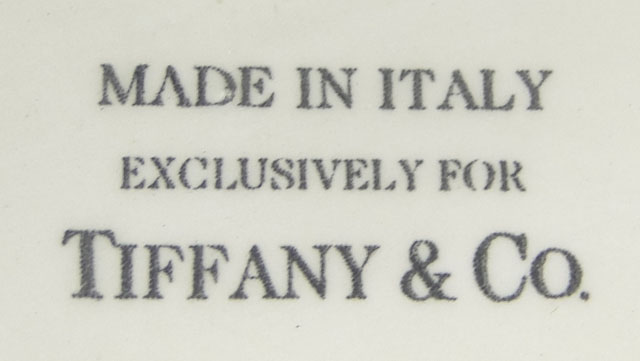 MADE IN ITALY
EXCLUSIVELY FOR
TIFFANY & CO.